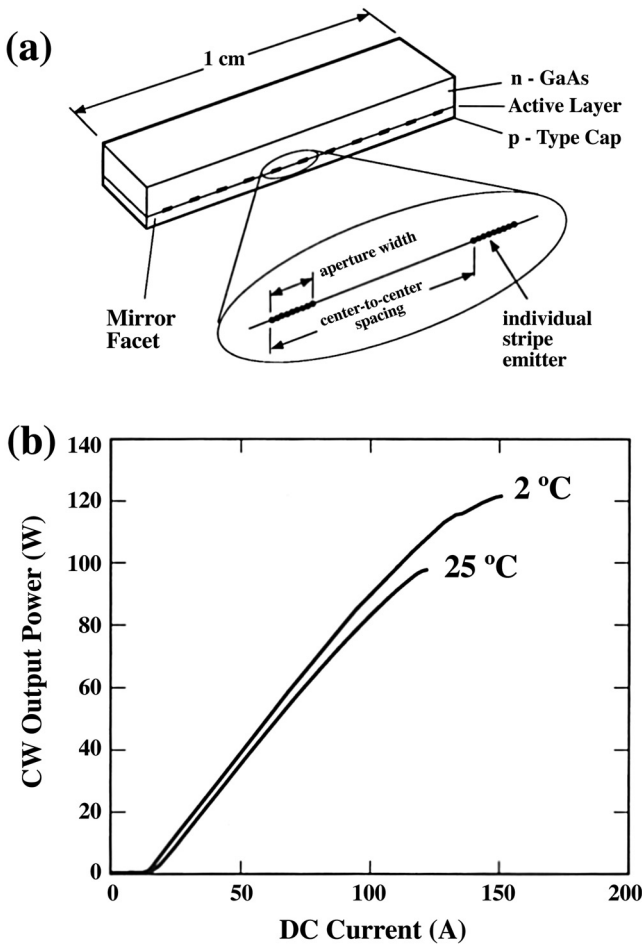 (a)
1 cm
n - GaAs
Active Layer
p - Type Cap
aperture width
center-to-center
spacing
Mirror
Facet
individual
stripe
emitter
(b)
140
120
100
80
60
40
20
0
CW Output Power (W)
2 ºC
25 ºC
0
50
100
150
200
DC Current (A)